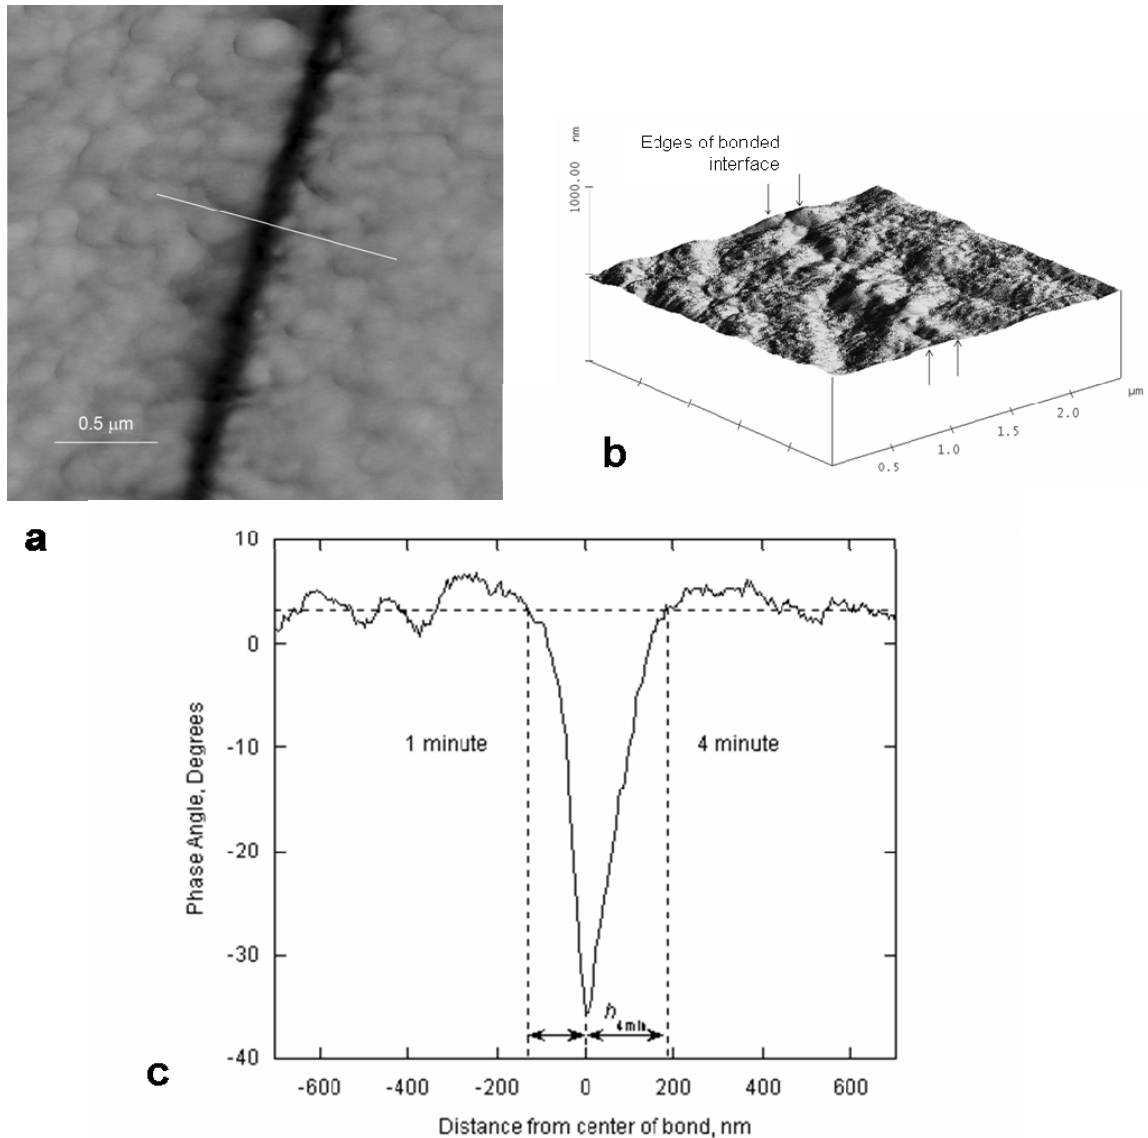 0.5 μm
a
Edges of bonded
interface
nm
1000.00
0.5
1.0
1.5
2.0
μm
b
10
0
-10
-20
-30
-40
Phase Angle, Degrees
1 minute
4 minute
h4min
-600
-400
-200
0
200
400
600
Distance from center of bond, nm
c